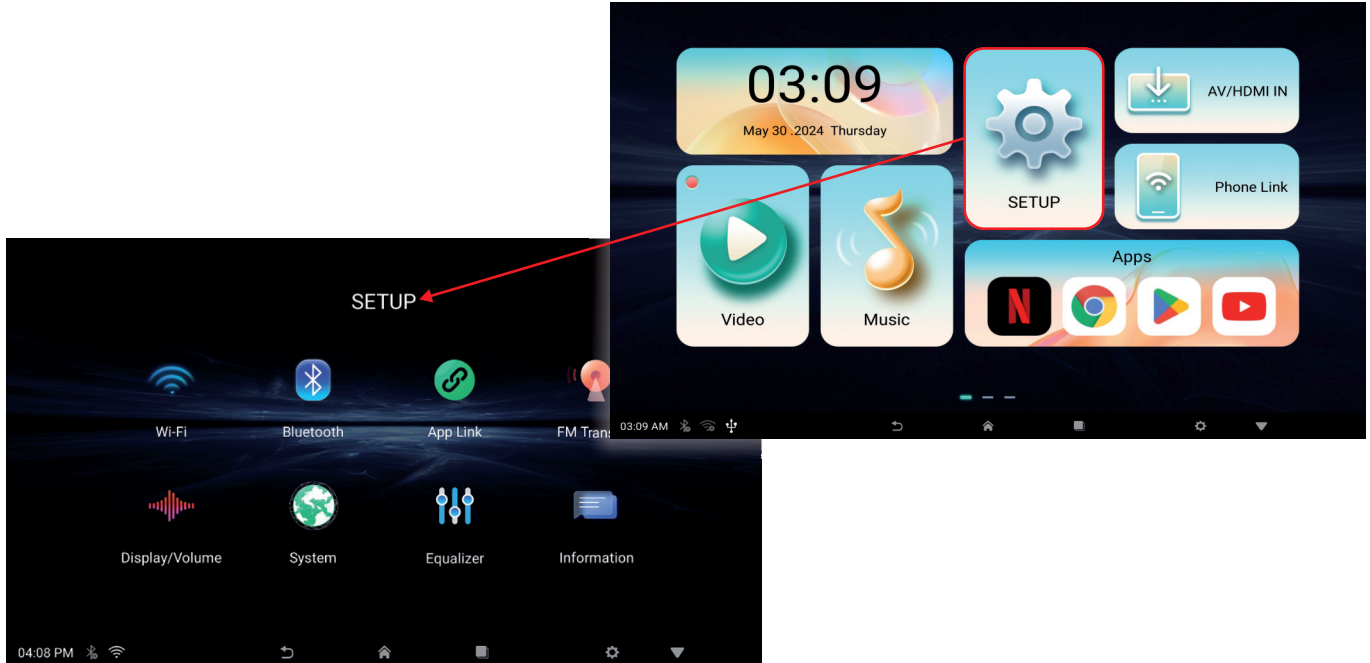 03:09
May 30 .2024 Thursday
SETUP
AV/HDMI IN
Phone Link
Video
Music
Apps
N
03:09 AM
SETUP
Wi-Fi
Bluetooth
App Link
FM Tran
Display/Volume
System
Equalizer
Information
04:08 PM